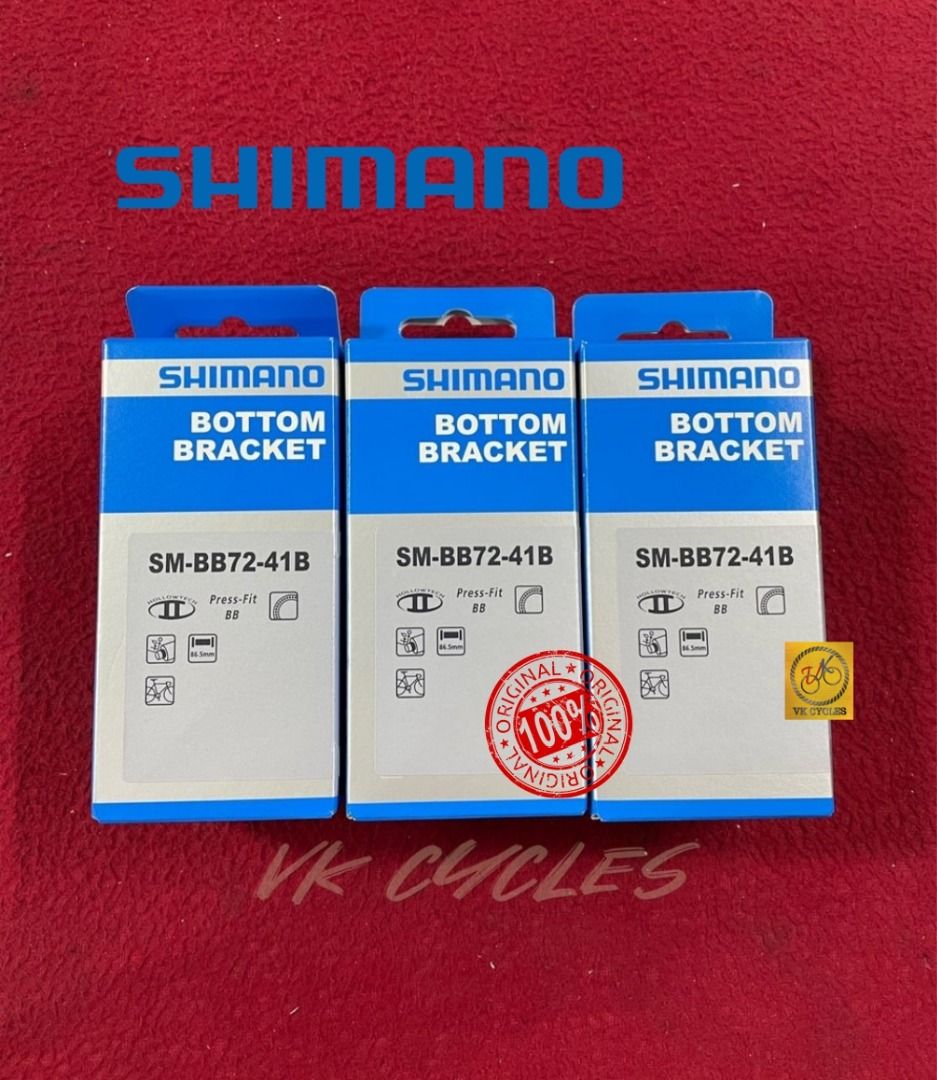 SHIMANO
SHIMANO
BOTTOM
BRACKET
SM-BB72-41B
HOLLOWTECH
II
Press-Fit
BB
86.5mm
SHIMANO
BOTTOM
BRACKET
SM-BB72-41B
HOLLOWTECH
II
Press-Fit
BB
86.5mm
SHIMANO
BOTTOM
BRACKET
SM-BB72-41B
HOLLOWTECH
II
Press-Fit
BB
86.5mm
ORIGINAL ★ ORIGINAL ★ ORIGINAL ★
100%
VK CYCLES
VK CYCLES